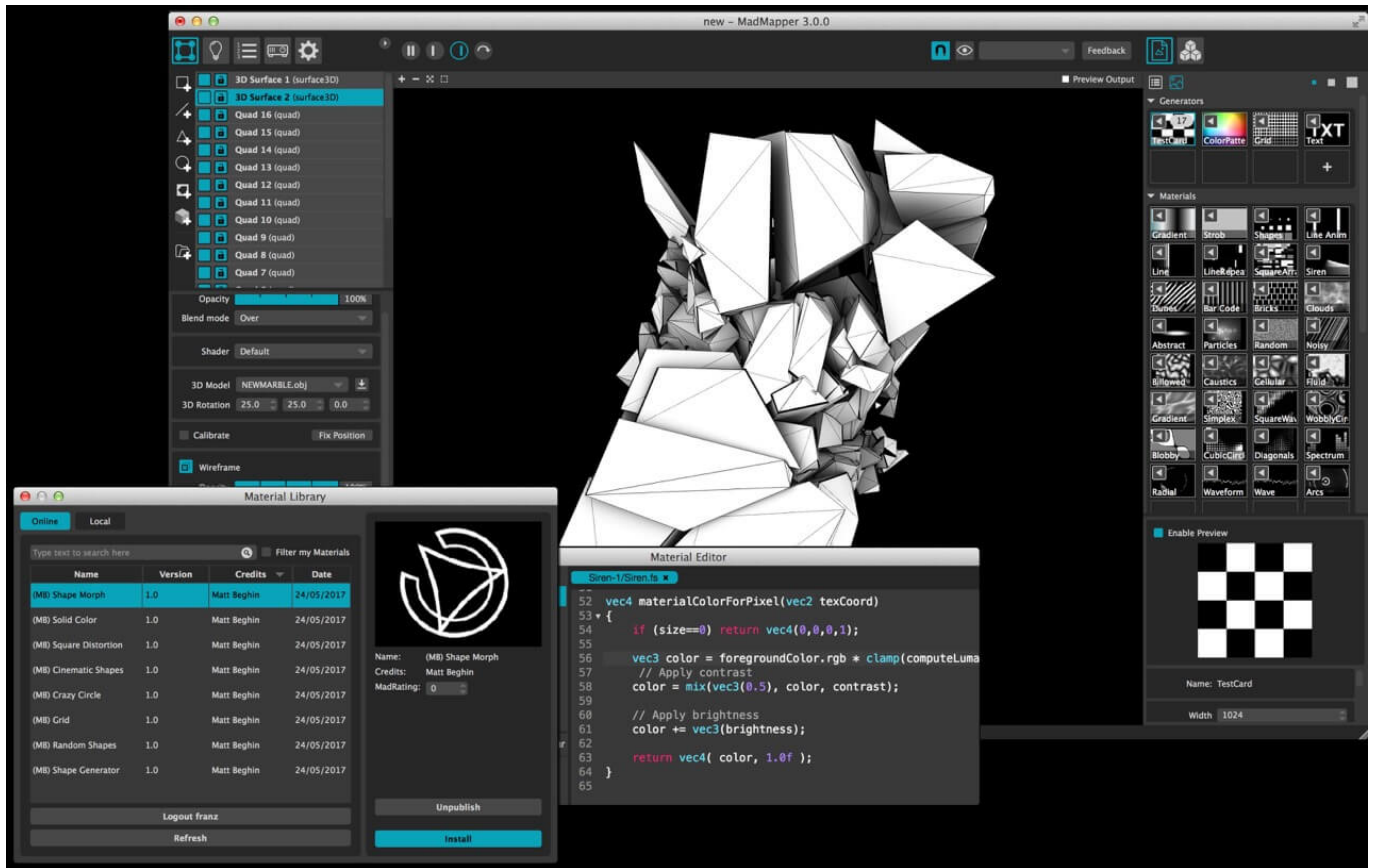 new – MadMapper 3.0.0
Feedback
Preview Output
3D Surface 1 (surface3D)
3D Surface 2 (surface3D)
Quad 16 (quad)
Quad 15 (quad)
Quad 14 (quad)
Quad 13 (quad)
Quad 12 (quad)
Quad 11 (quad)
Quad 10 (quad)
Quad 9 (quad)
Quad 8 (quad)
Quad 7 (quad)
Opacity 100%
Blend mode Over
Shader Default
3D Model NEWMARBLE.obj
3D Rotation 25.0 25.0 0.0
Calibrate Fix Position
Wireframe
Generators
17
TXT
TestCard ColorPatte Grid Text
+
Materials
Gradient Strob Shapes Line Anim
Line LineRepea SquareArra Siren
Dunes Bar Code Bricks Clouds
Abstract Particles Random Noisy
Billowed Caustics Cellular Fluid
Gradient Simplex SquareWav WobblyCir
Blobby CubicCircl Diagonals Spectrum
Radial Waveform Wave Arcs
Enable Preview
Name: TestCard
Width 1024
Material Library
Online Local
Type text to search here Filter my Materials
Name Version Credits Date
(MB) Shape Morph 1.0 Matt Beghin 24/05/2017
(MB) Solid Color 1.0 Matt Beghin 24/05/2017
(MB) Square Distortion 1.0 Matt Beghin 24/05/2017
(MB) Cinematic Shapes 1.0 Matt Beghin 24/05/2017
(MB) Crazy Circle 1.0 Matt Beghin 24/05/2017
(MB) Grid 1.0 Matt Beghin 24/05/2017
(MB) Random Shapes 1.0 Matt Beghin 24/05/2017
(MB) Shape Generator 1.0 Matt Beghin 24/05/2017
Logout franz
Refresh
Name: (MB) Shape Morph
Credits: Matt Beghin
MadRating: 0
Unpublish
Install
Material Editor
Siren-1/Siren.fs ×
52 vec4 materialColorForPixel(vec2 texCoord)
53 {
54 if (size==0) return vec4(0,0,0,1);
55
56 vec3 color = foregroundColor.rgb * clamp(computeLuma
57 // Apply contrast
58 color = mix(vec3(0.5), color, contrast);
59
60 // Apply brightness
61 color += vec3(brightness);
62
63 return vec4( color, 1.0f );
64 }
65